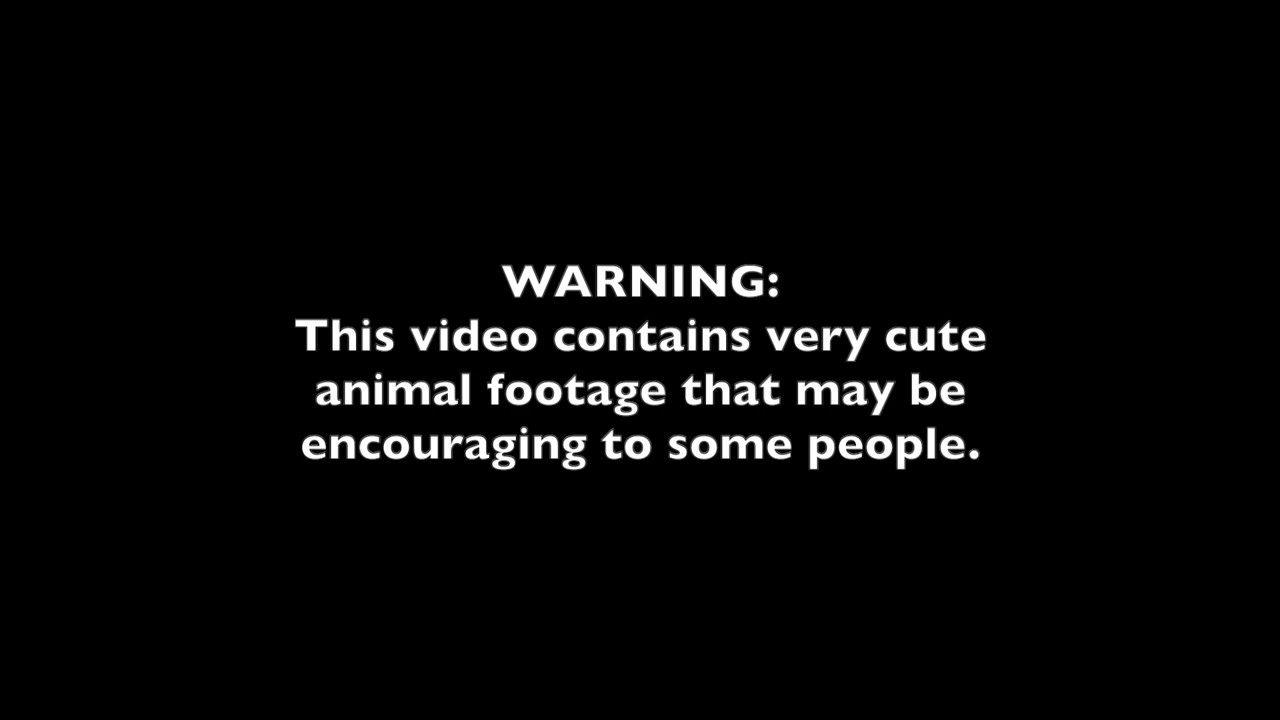 WARNING:
This video contains very cute
animal footage that may be
encouraging to some people.